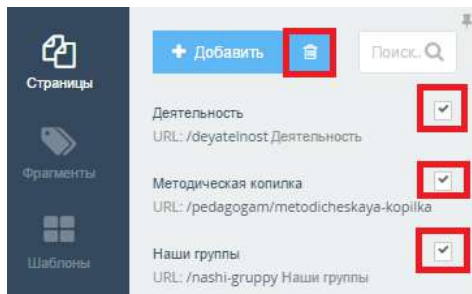 Страницы
Фрагменты
Шаблоны
Добавить
Поиск..
Деятельность
URL: /deyatelnost Деятельность
Методическая копилка
URL: /pedagogam/metodicheskaya-kopilka
Наши группы
URL: /nashi-gruppy Наши группы